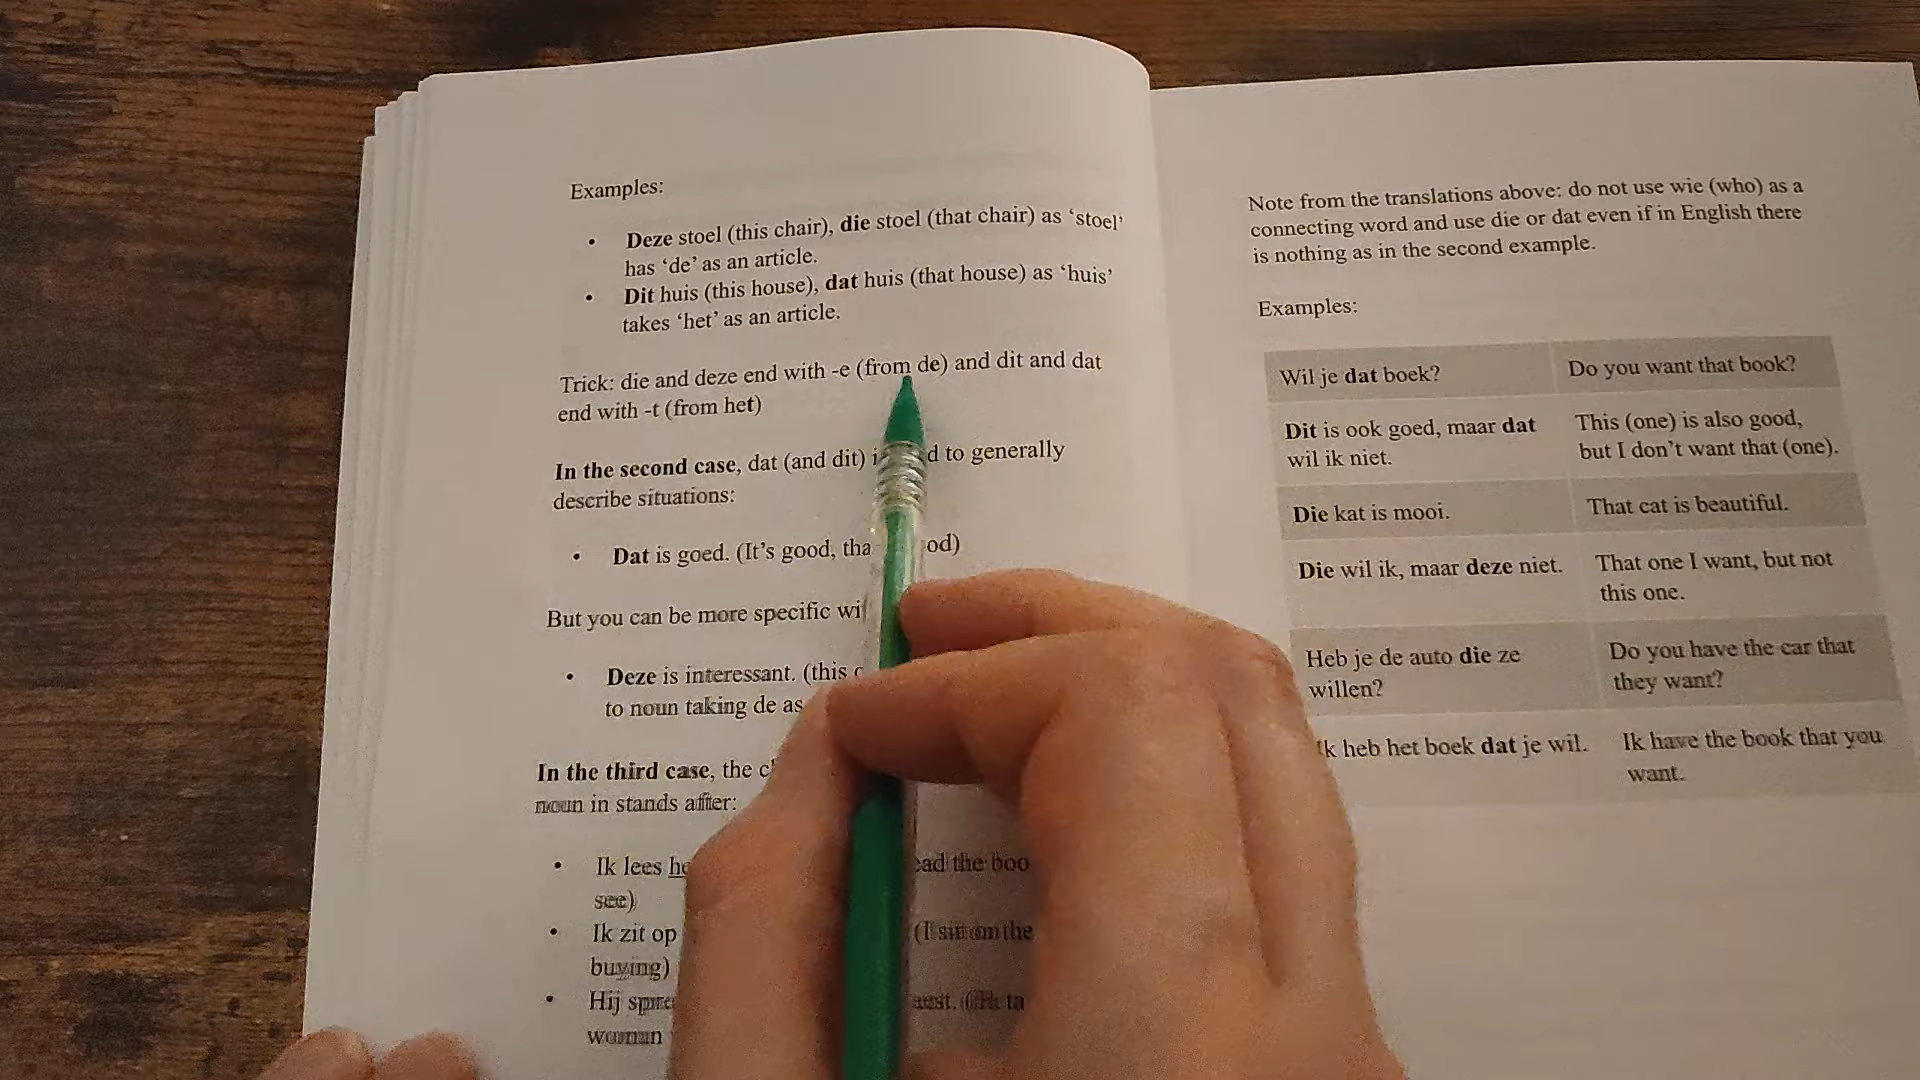 Examples:
• Deze stoel (this chair), die stoel (that chair) as ‘stoel’
has ‘de’ as an article.
• Dit huis (this house), dat huis (that house) as ‘huis’
takes ‘het’ as an article.
Trick: die and deze end with -e (from de) and dit and dat
end with -t (from het)
In the second case, dat (and dit) to generally
describe situations:
• Dat is goed. (It’s good,
But you can be more specific
• Deze is interessant. (this
to noun taking de as
In the third case, the
noun in stands after:
• Ik lees the
see)
• Ik zit op (I sit on the
buying)
• Hij
woman
Note from the translations above: do not use wie (who) as a
connecting word and use die or dat even if in English there
is nothing as in the second example.
Examples:
Wil je dat boek? Do you want that book?
Dit is ook goed, maar dat This (one) is also good,
wil ik niet. but I don’t want that (one).
Die kat is mooi. That cat is beautiful.
Die wil ik, maar deze niet. That one I want, but not
this one.
Heb je de auto die ze Do you have the car that
willen? they want?
Ik heb het boek dat je wil. Ik have the book that you
want.